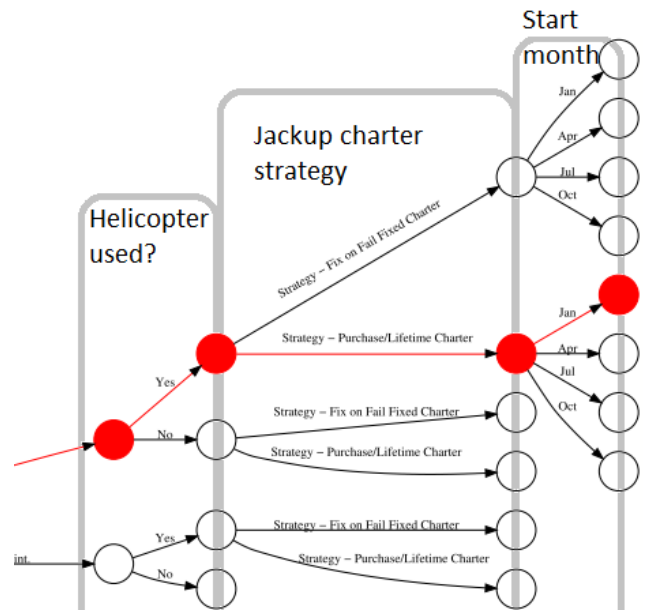 Start
month
Jan
Apr
Jul
Oct
Jackup charter
strategy
Strategy – Fix on Fail Fixed Charter
Helicopter
used?
Strategy – Purchase/Lifetime Charter
Jan
Apr
Jul
Oct
Yes
No
Strategy – Fix on Fail Fixed Charter
Strategy – Purchase/Lifetime Charter
Yes
Strategy – Fix on Fail Fixed Charter
int.
Strategy – Purchase/Lifetime Charter
No